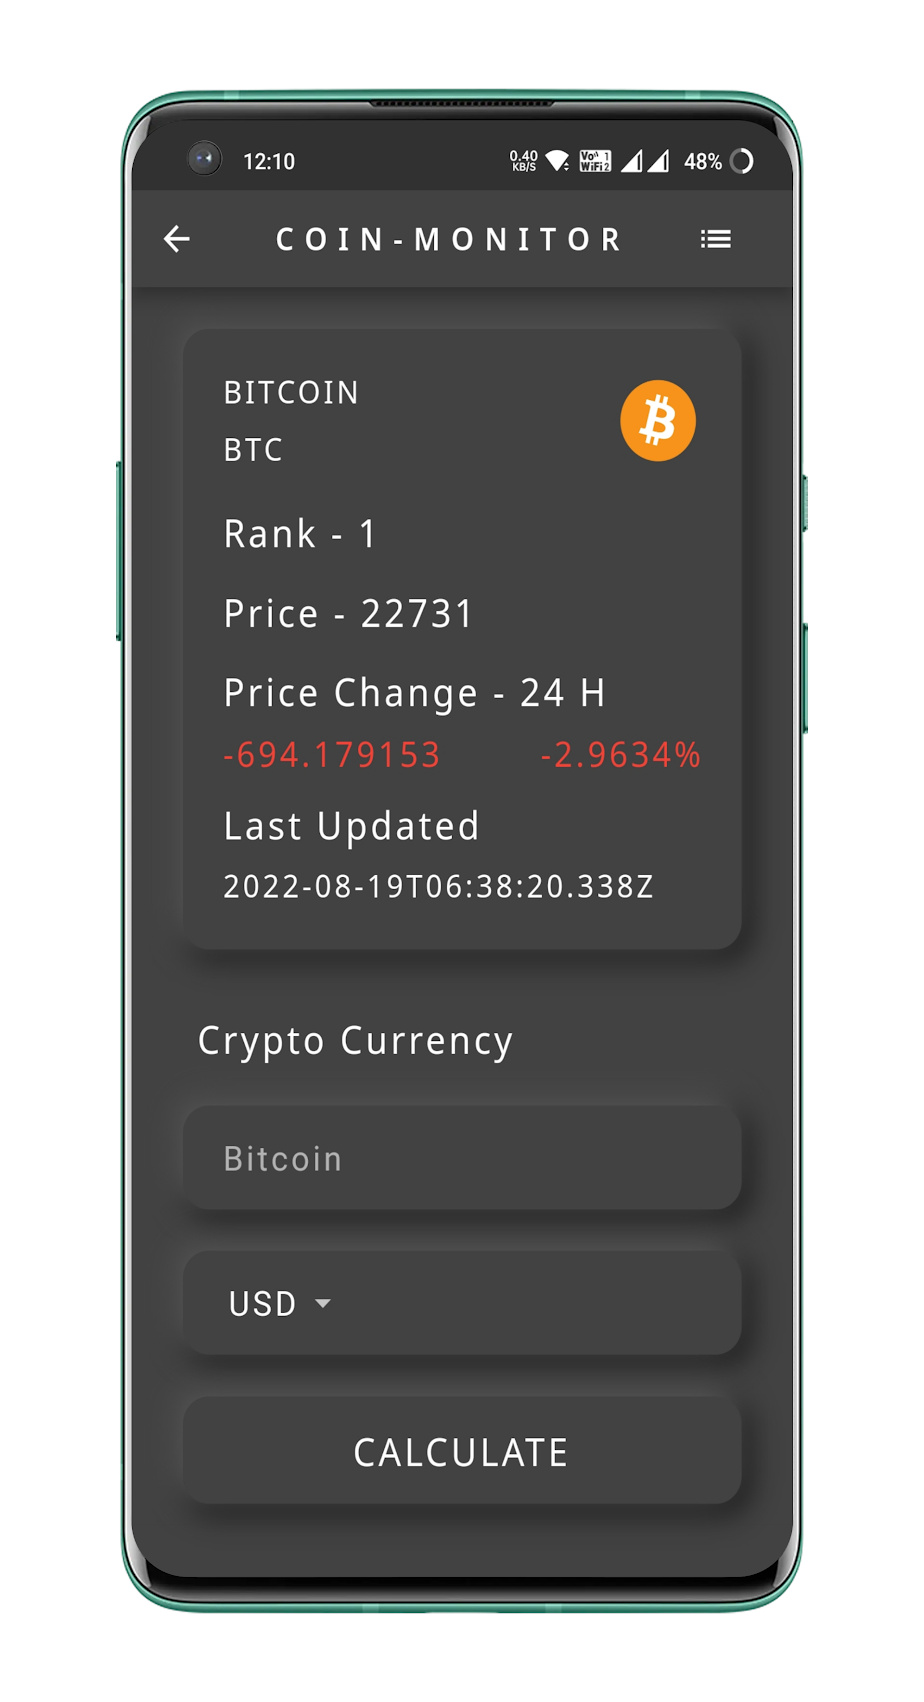 12:10 0.40 KB/S Vo 1 WiFi 2 48%
COIN-MONITOR
BITCOIN
BTC
Rank - 1
Price - 22731
Price Change - 24 H
-694.179153 -2.9634%
Last Updated
2022-08-19T06:38:20.338Z
Crypto Currency
Bitcoin
USD
CALCULATE